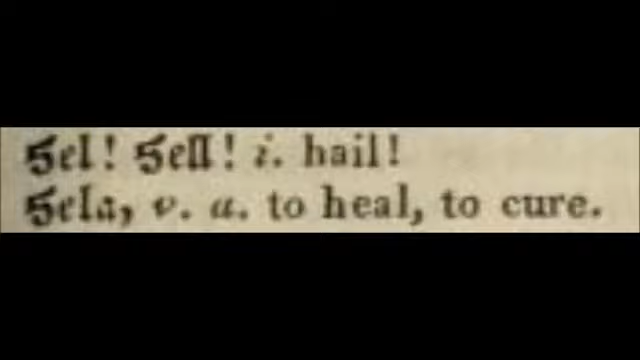 Hel! Hell! i. hail!
Hela, v. a. to heal, to cure.